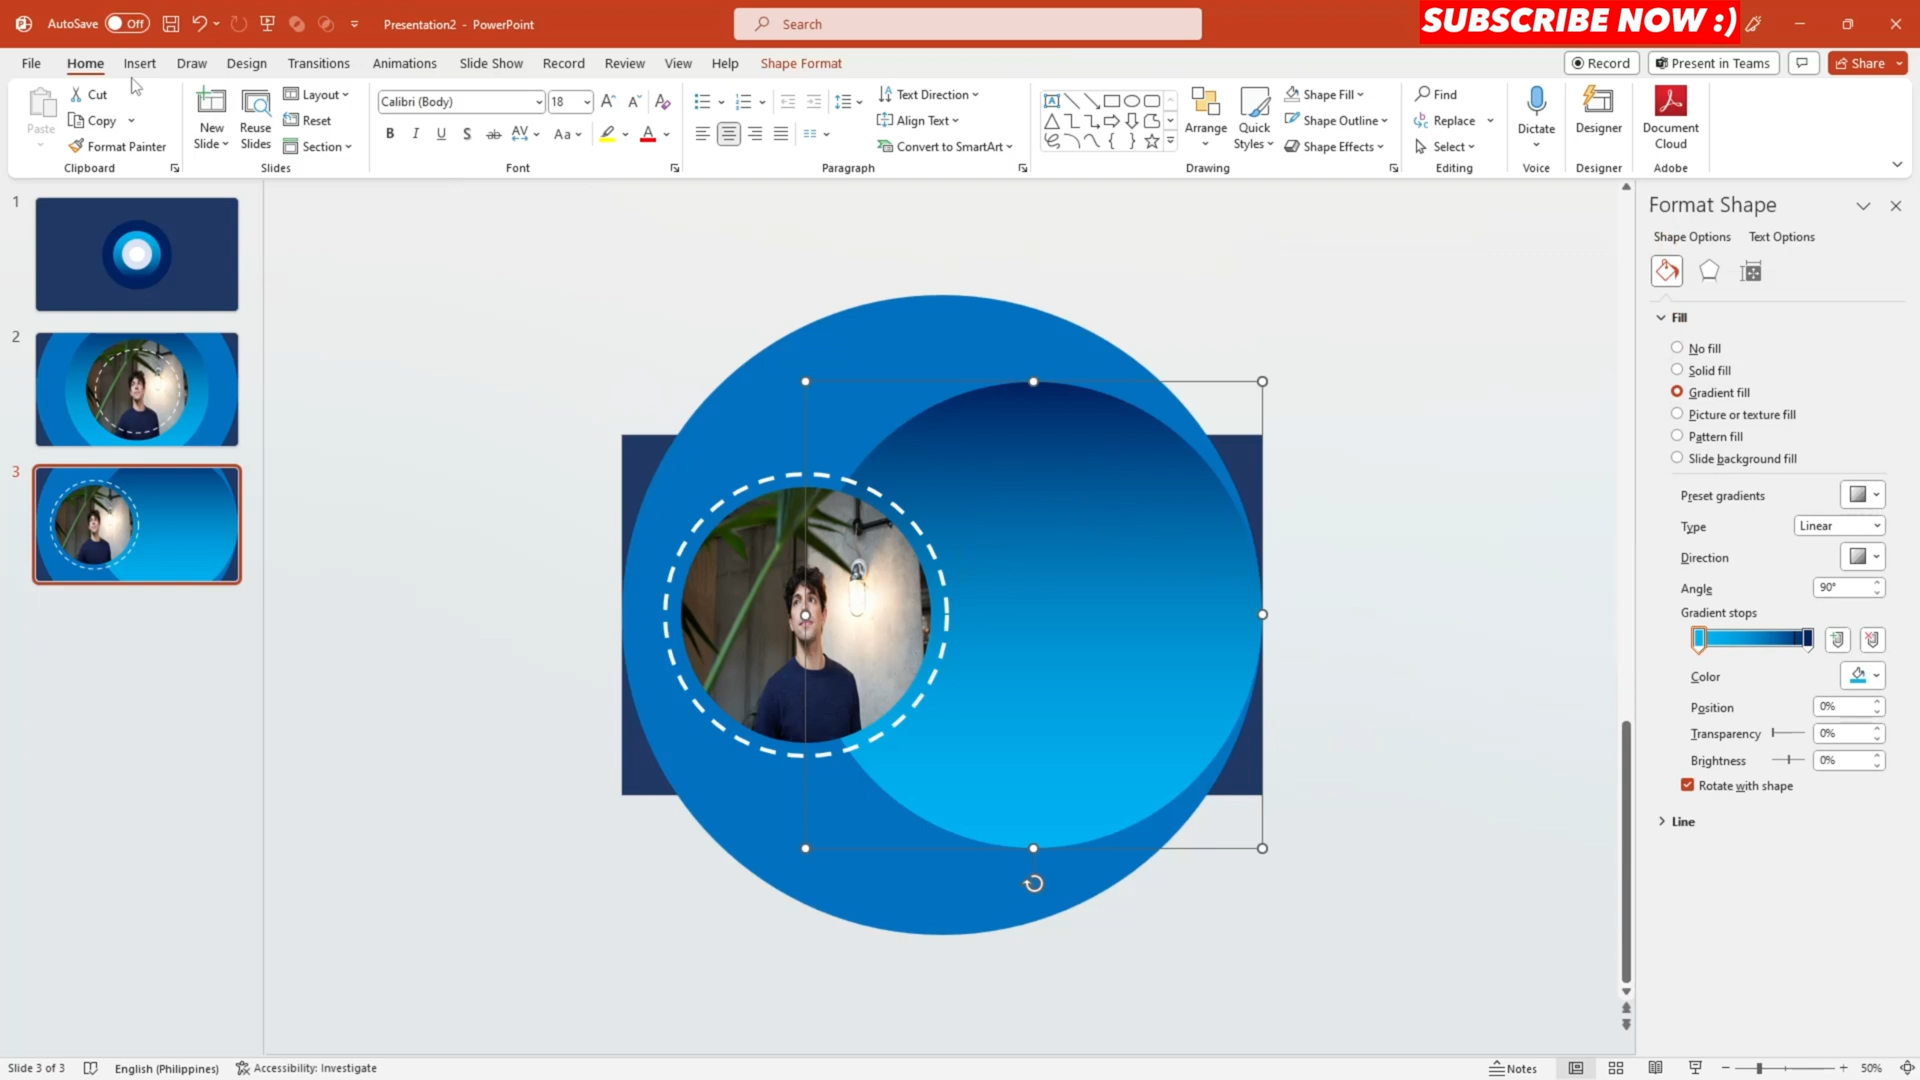 AutoSave Off Presentation2 - PowerPoint Search SUBSCRIBE NOW :)
File Home Insert Draw Design Transitions Animations Slide Show Record Review View Help Shape Format Record Present in Teams Share
Paste Cut Copy Format Painter Clipboard
New Slide Reuse Slides Layout Reset Section Slides
Calibri (Body) 18 B I U S ab AV Aa A Font
Text Direction Align Text Convert to SmartArt Paragraph
Arrange Quick Styles Shape Fill Shape Outline Shape Effects Drawing
Find Replace Select Editing
Dictate Voice
Designer Designer
Document Cloud Adobe
1
2
3
Format Shape
Shape Options Text Options
Fill
No fill
Solid fill
Gradient fill
Picture or texture fill
Pattern fill
Slide background fill
Preset gradients
Type Linear
Direction
Angle 90°
Gradient stops
Color
Position 0%
Transparency 0%
Brightness 0%
Rotate with shape
Line
Slide 3 of 3 English (Philippines) Accessibility: Investigate Notes 50%